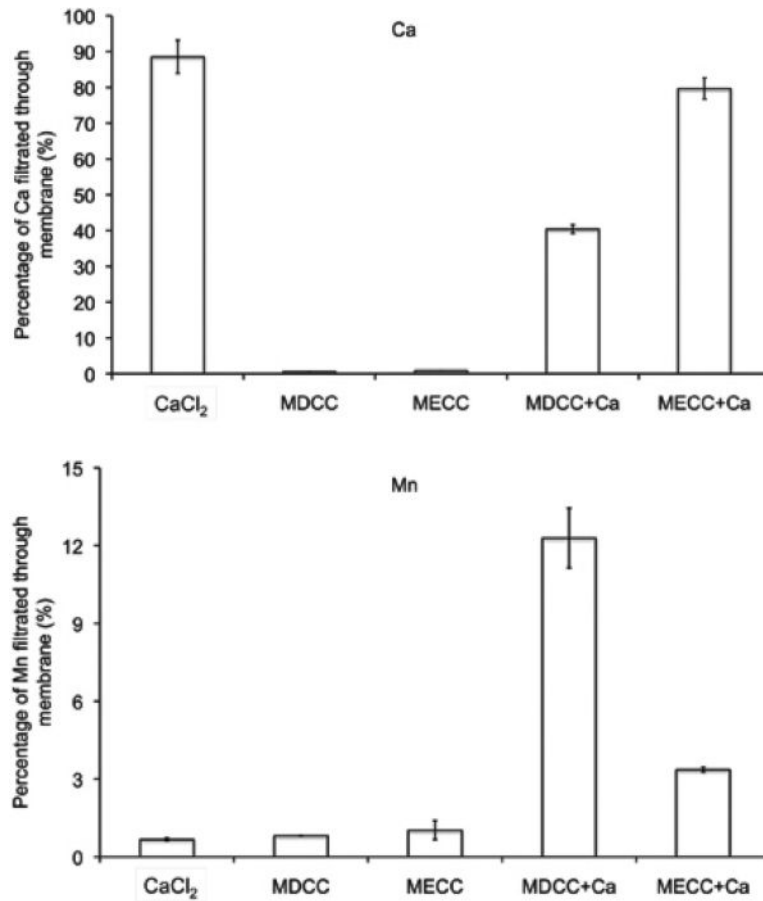 Ca
Percentage of Ca filtrated through
membrane (%)
100
90
80
70
60
50
40
30
20
10
0
CaCl₂ MDCC MECC MDCC+Ca MECC+Ca
Mn
Percentage of Mn filtrated through
membrane (%)
15
12
9
6
3
0
CaCl₂ MDCC MECC MDCC+Ca MECC+Ca